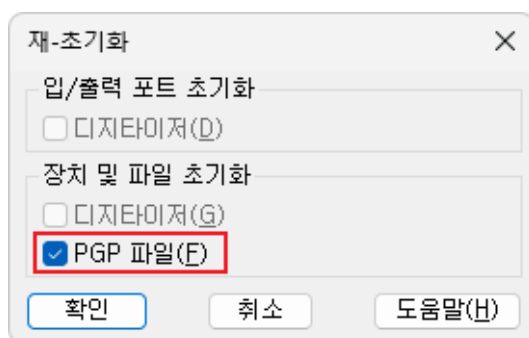 재-초기화
입/출력 포트 초기화
디지타이저(D)
장치 및 파일 초기화
디지타이저(G)
PGP 파일(F)
확인 취소 도움말(H)